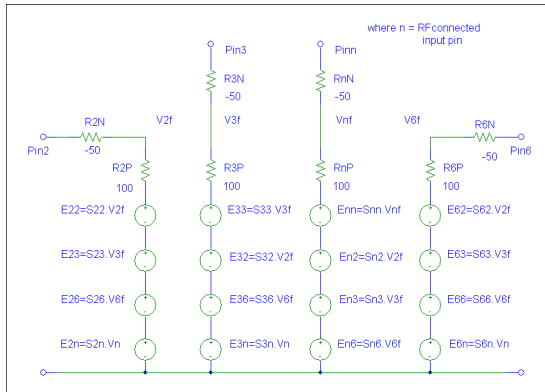 where n = RFconnected
input pin
Pin3
Pinn
R3N
-50
RnN
-50
R2N
-50
Pin2
V2f
V3f
Vnf
V6f
R6N
-50
Pin6
R2P
100
R3P
100
RnP
100
R6P
100
E22=S22.V2f
E33=S33.V3f
Enn=Snn.Vnf
E62=S62.V2f
E23=S23.V3f
E32=S32.V2f
En2=Sn2.V2f
E63=S63.V3f
E26=S26.V6f
E36=S36.V6f
En3=Sn3.V3f
E66=S66.V6f
E2n=S2n.Vn
E3n=S3n.Vn
En6=Sn6.V6f
E6n=S6n.Vn